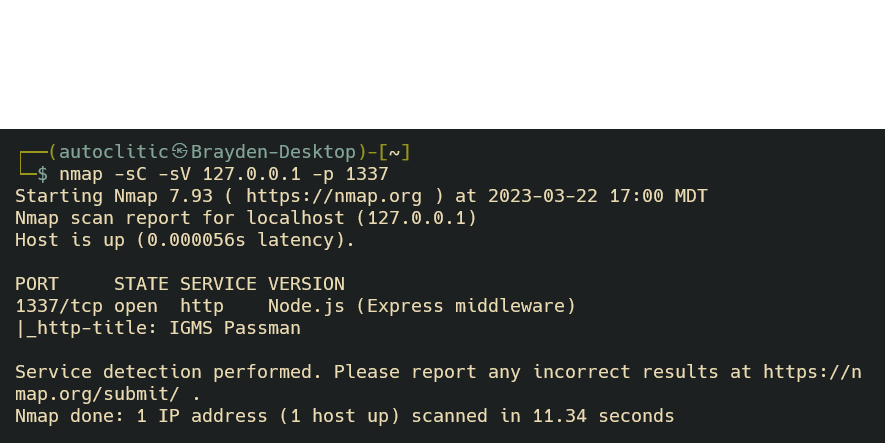 ┌──(autoclitic㉿Brayden-Desktop)-[~]
└─$ nmap -sC -sV 127.0.0.1 -p 1337
Starting Nmap 7.93 ( https://nmap.org ) at 2023-03-22 17:00 MDT
Nmap scan report for localhost (127.0.0.1)
Host is up (0.000056s latency).

PORT     STATE SERVICE VERSION
1337/tcp open  http    Node.js (Express middleware)
|_http-title: IGMS Passman

Service detection performed. Please report any incorrect results at https://n
map.org/submit/ .
Nmap done: 1 IP address (1 host up) scanned in 11.34 seconds